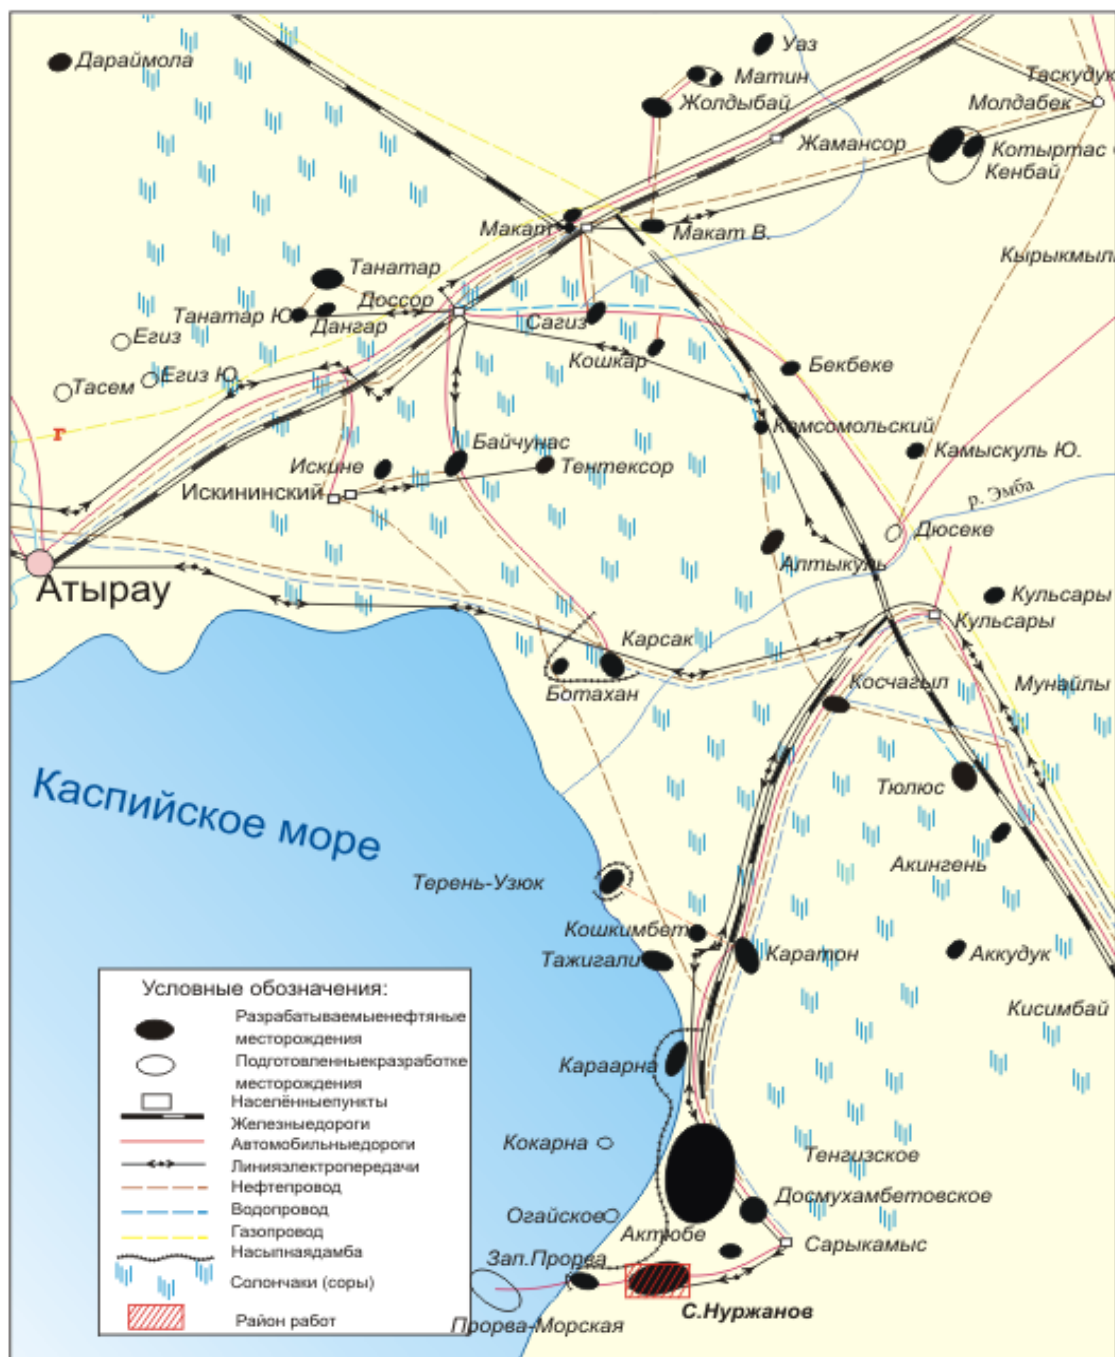 Уаз
Дараймола
Матин
Таскудук
Жолдыбай
Молдабек
Жамансор
Котыртас
Кенбай
Макат
Макат В.
Кырыкмыл
Танатар
Доссор
Танатар Ю.
Дангар
Сагиз
Егиз
Кошкар
Бекбеке
Егиз Ю.
Тасем
г
Комсомольский
Байчунас
Камыскуль Ю.
Искине
Тентексор
Искининский
р. Эмба
Дюсеке
Алтыкуль
Атырау
Кульсары
Кульсары
Карсак
Ботахан
Косчагыл
Мунайлы
Тюлюс
Каспийское море
Акингень
Терень-Узюк
Кошкимбет
Тажигали
Каратон
Аккудук
Кисимбай
Караарна
Кокарна
Тенгизское
Досмухамбетовское
Огайское
Актюбе
Сарыкамыс
Зап.Прорва
С.Нуржанов
Прорва-Морская
Условные обозначения:
Разрабатываемыенефтяные
месторождения
Подготовленныекразработке
месторождения
Населённыепункты
Железныедороги
Автомобильныедороги
Линияэлектропередачи
Нефтепровод
Водопровод
Газопровод
Насыпнаядамба
Солончаки (соры)
Район работ